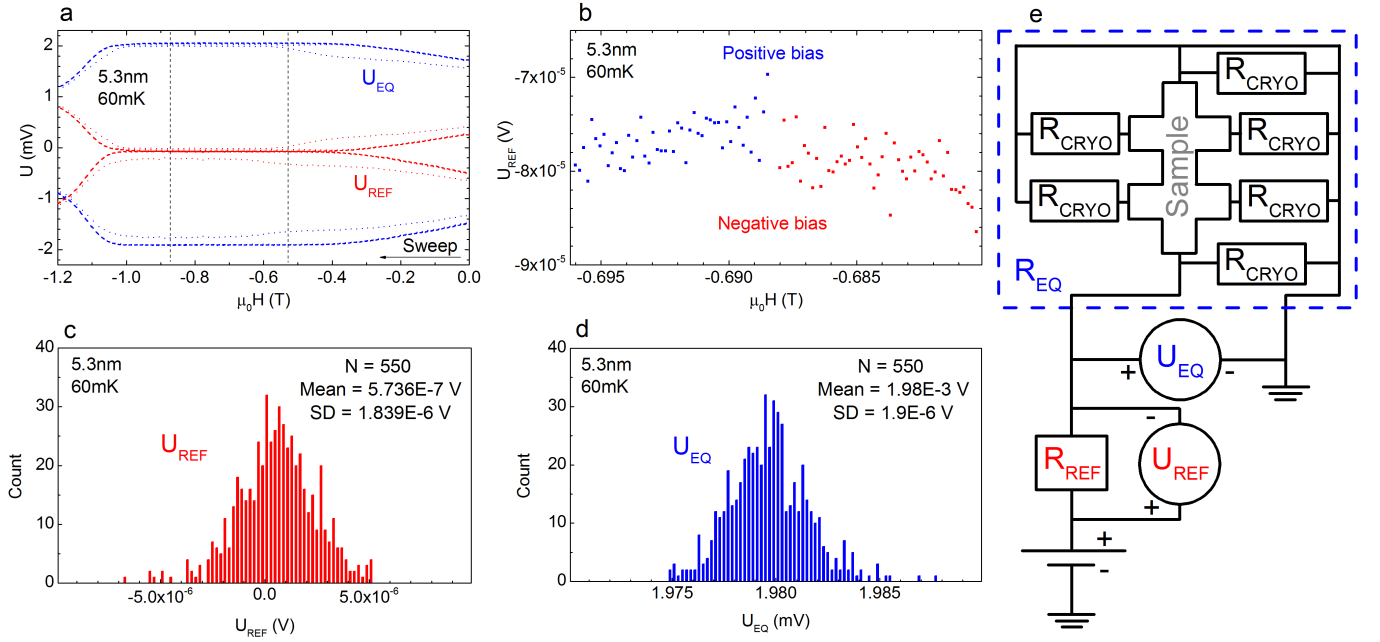 a
U (mV)
2
1
0
-1
-2
5.3nm
60mK
U_EQ
U_REF
Sweep
-1.2
-1.0
-0.8
-0.6
-0.4
-0.2
0.0
μ₀H (T)
b
U_REF (V)
-7x10⁻⁵
-8x10⁻⁵
-9x10⁻⁵
5.3nm
60mK
Positive bias
Negative bias
-0.695
-0.690
-0.685
μ₀H (T)
c
Count
40
30
20
10
0
5.3nm
60mK
N = 550
Mean = 5.736E-7 V
SD = 1.839E-6 V
U_REF
-5.0x10⁻⁶
0.0
5.0x10⁻⁶
U_REF (V)
d
Count
40
30
20
10
0
5.3nm
60mK
N = 550
Mean = 1.98E-3 V
SD = 1.9E-6 V
U_EQ
1.975
1.980
1.985
U_EQ (mV)
e
R_CRYO
R_CRYO
R_CRYO
R_CRYO
R_CRYO
R_CRYO
Sample
R_EQ
U_EQ
+
-
-
R_REF
U_REF
+
+
-